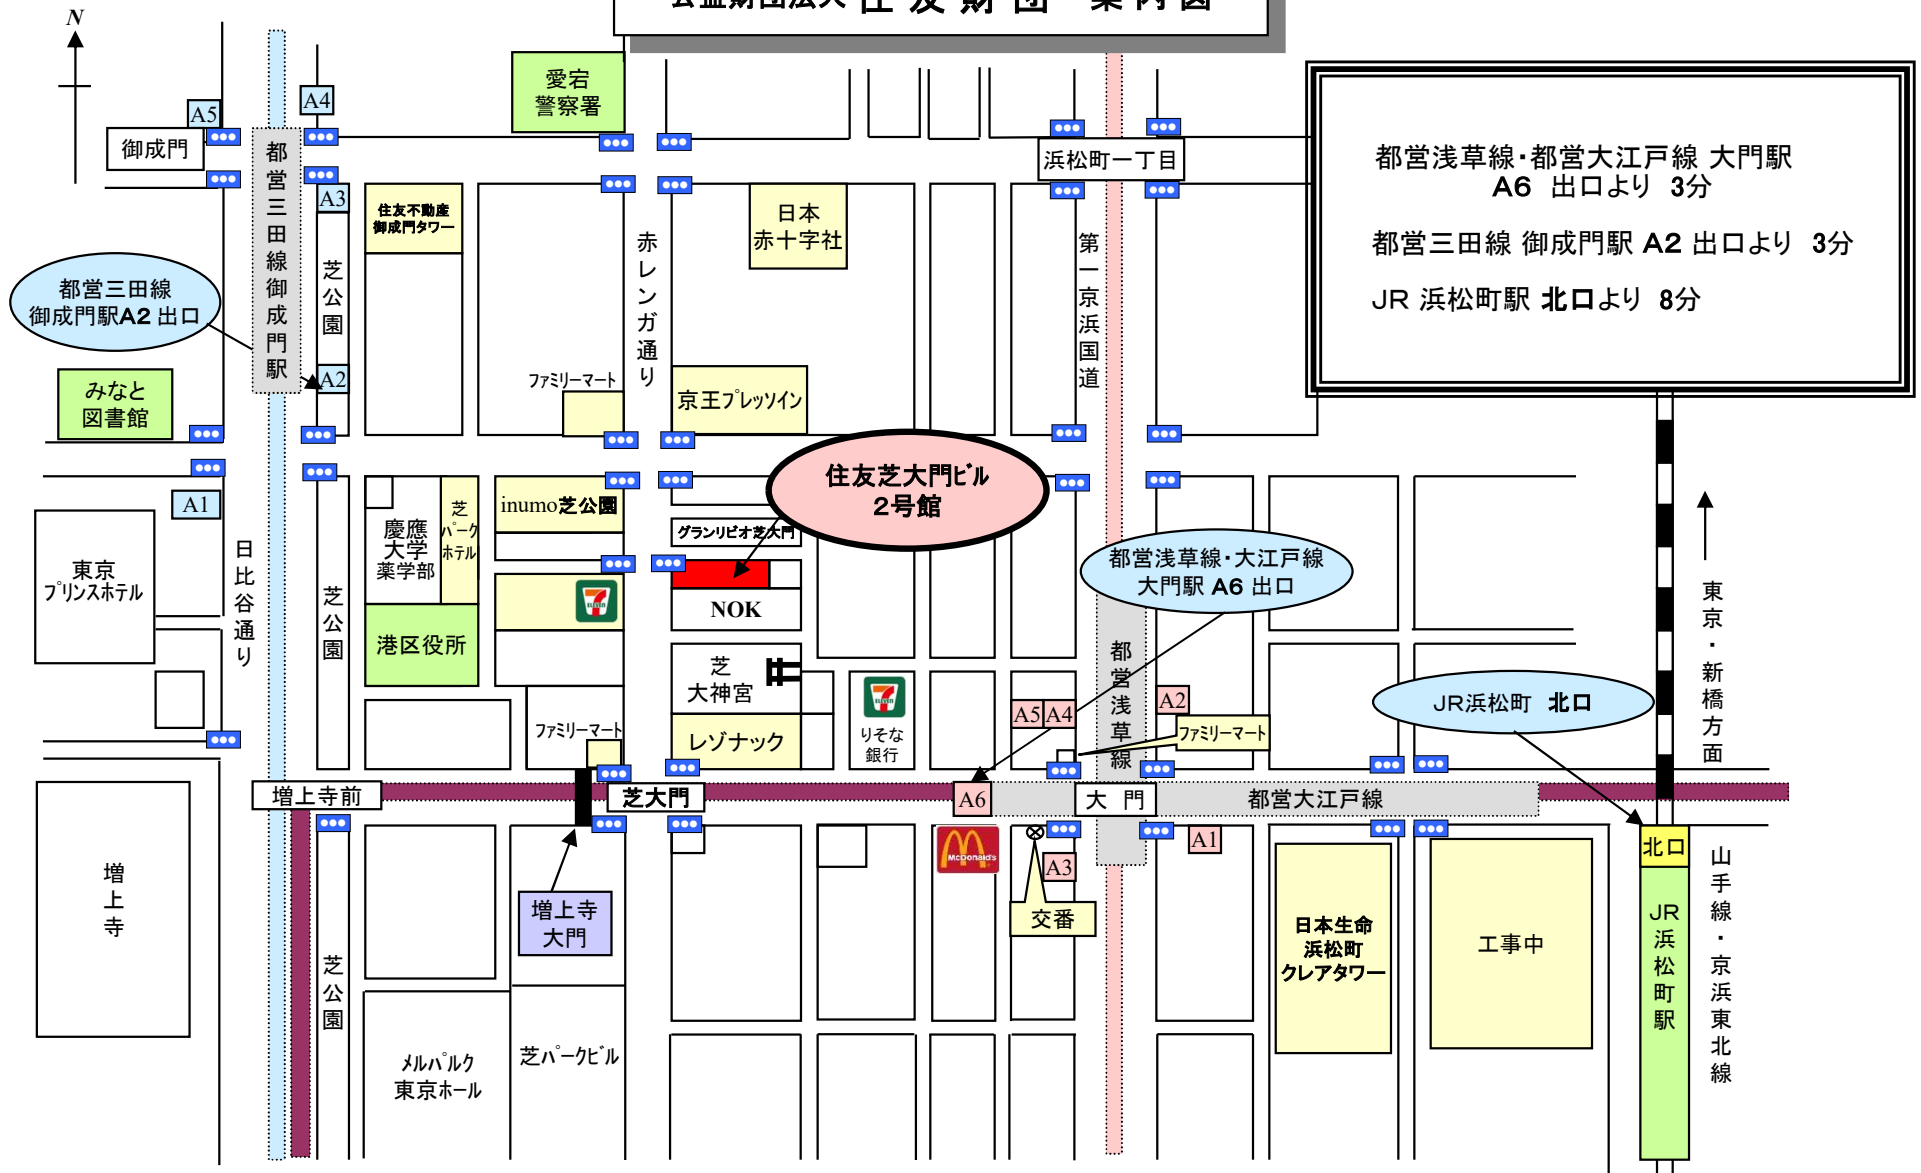 公益財団法人 住友財団 案内図
N
愛宕
警察署
A5
A4
御成門
浜松町一丁目
都営浅草線・都営大江戸線 大門駅
A6 出口より 3分
都営三田線 御成門駅 A2 出口より 3分
JR 浜松町駅 北口より 8分
都営三田線御成門駅
A3
住友不動産
御成門タワー
日本
赤十字社
赤レンガ通り
第一京浜国道
芝公園
都営三田線
御成門駅A2 出口
A2
みなと
図書館
ファミリーマート
京王プレッソイン
住友芝大門ビル
2号館
A1
inumo芝公園
芝パークホテル
慶應
大学
薬学部
グランリビオ芝大門
東京
プリンスホテル
日比谷通り
芝公園
ELEVEN
NOK
都営浅草線・大江戸線
大門駅 A6 出口
東京・新橋方面
港区役所
芝
大神宮
都営浅草線
ELEVEN
りそな
銀行
A5
A4
A2
JR浜松町 北口
ファミリーマート
レゾナック
ファミリーマート
増上寺前
芝大門
A6
大門
都営大江戸線
McDonald's
A3
A1
北口
増上寺
増上寺
大門
交番
日本生命
浜松町
クレアタワー
工事中
JR浜松町駅
山手線・京浜東北線
芝公園
メルパルク
東京ホール
芝パークビル